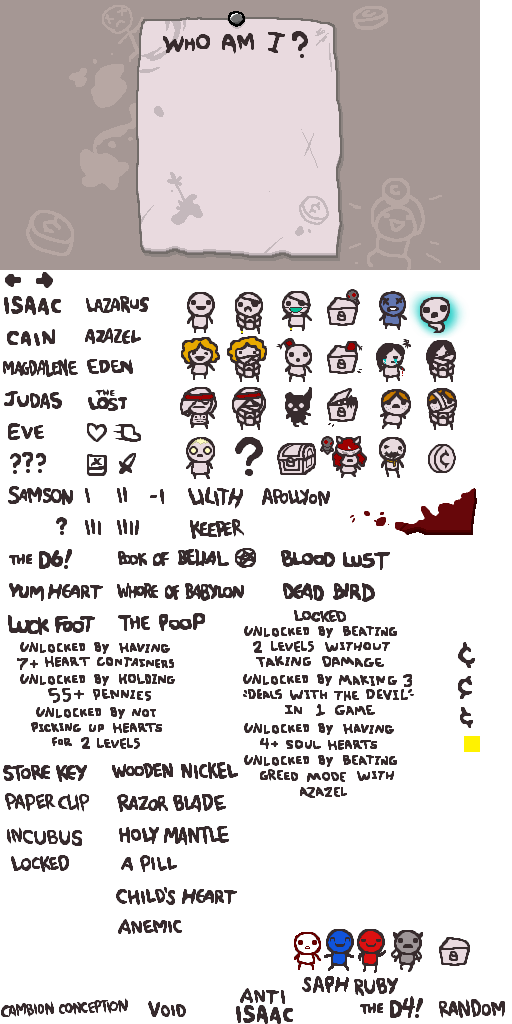 WHO AM I?
ISAAC LAZARUS
CAIN AZAZEL
MAGDALENE EDEN
JUDAS THE LOST
EVE
???
?
SAMSON I II -I LILITH APOLLYON
? III IIII KEEPER
THE D6! BOOK OF BELIAL BLOOD LUST
YUM HEART WHORE OF BABYLON DEAD BIRD
LUCK FOOT THE POOP
LOCKED
UNLOCKED BY HAVING
7+ HEART CONTAINERS
UNLOCKED BY HOLDING
55+ PENNIES
UNLOCKED BY NOT
PICKING UP HEARTS
FOR 2 LEVELS
UNLOCKED BY BEATING
2 LEVELS WITHOUT
TAKING DAMAGE
UNLOCKED BY MAKING 3
"DEALS WITH THE DEVIL"
IN 1 GAME
UNLOCKED BY HAVING
4+ SOUL HEARTS
UNLOCKED BY BEATING
GREED MODE WITH
AZAZEL
¢
¢
¢
STORE KEY WOODEN NICKEL
PAPER CLIP RAZOR BLADE
INCUBUS HOLY MANTLE
LOCKED A PILL
CHILD'S HEART
ANEMIC
SAPH RUBY
CAMBION CONCEPTION VOID ANTI ISAAC THE D4! RANDOM